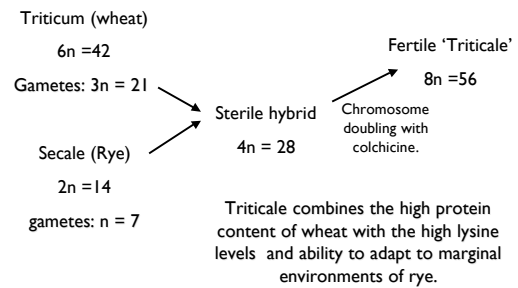 Triticum (wheat)
6n =42
Gametes: 3n = 21
Secale (Rye)
2n =14
gametes: n = 7
Sterile hybrid
4n = 28
Fertile ‘Triticale’
8n =56
Chromosome
doubling with
colchicine.
Triticale combines the high protein
content of wheat with the high lysine
levels and ability to adapt to marginal
environments of rye.